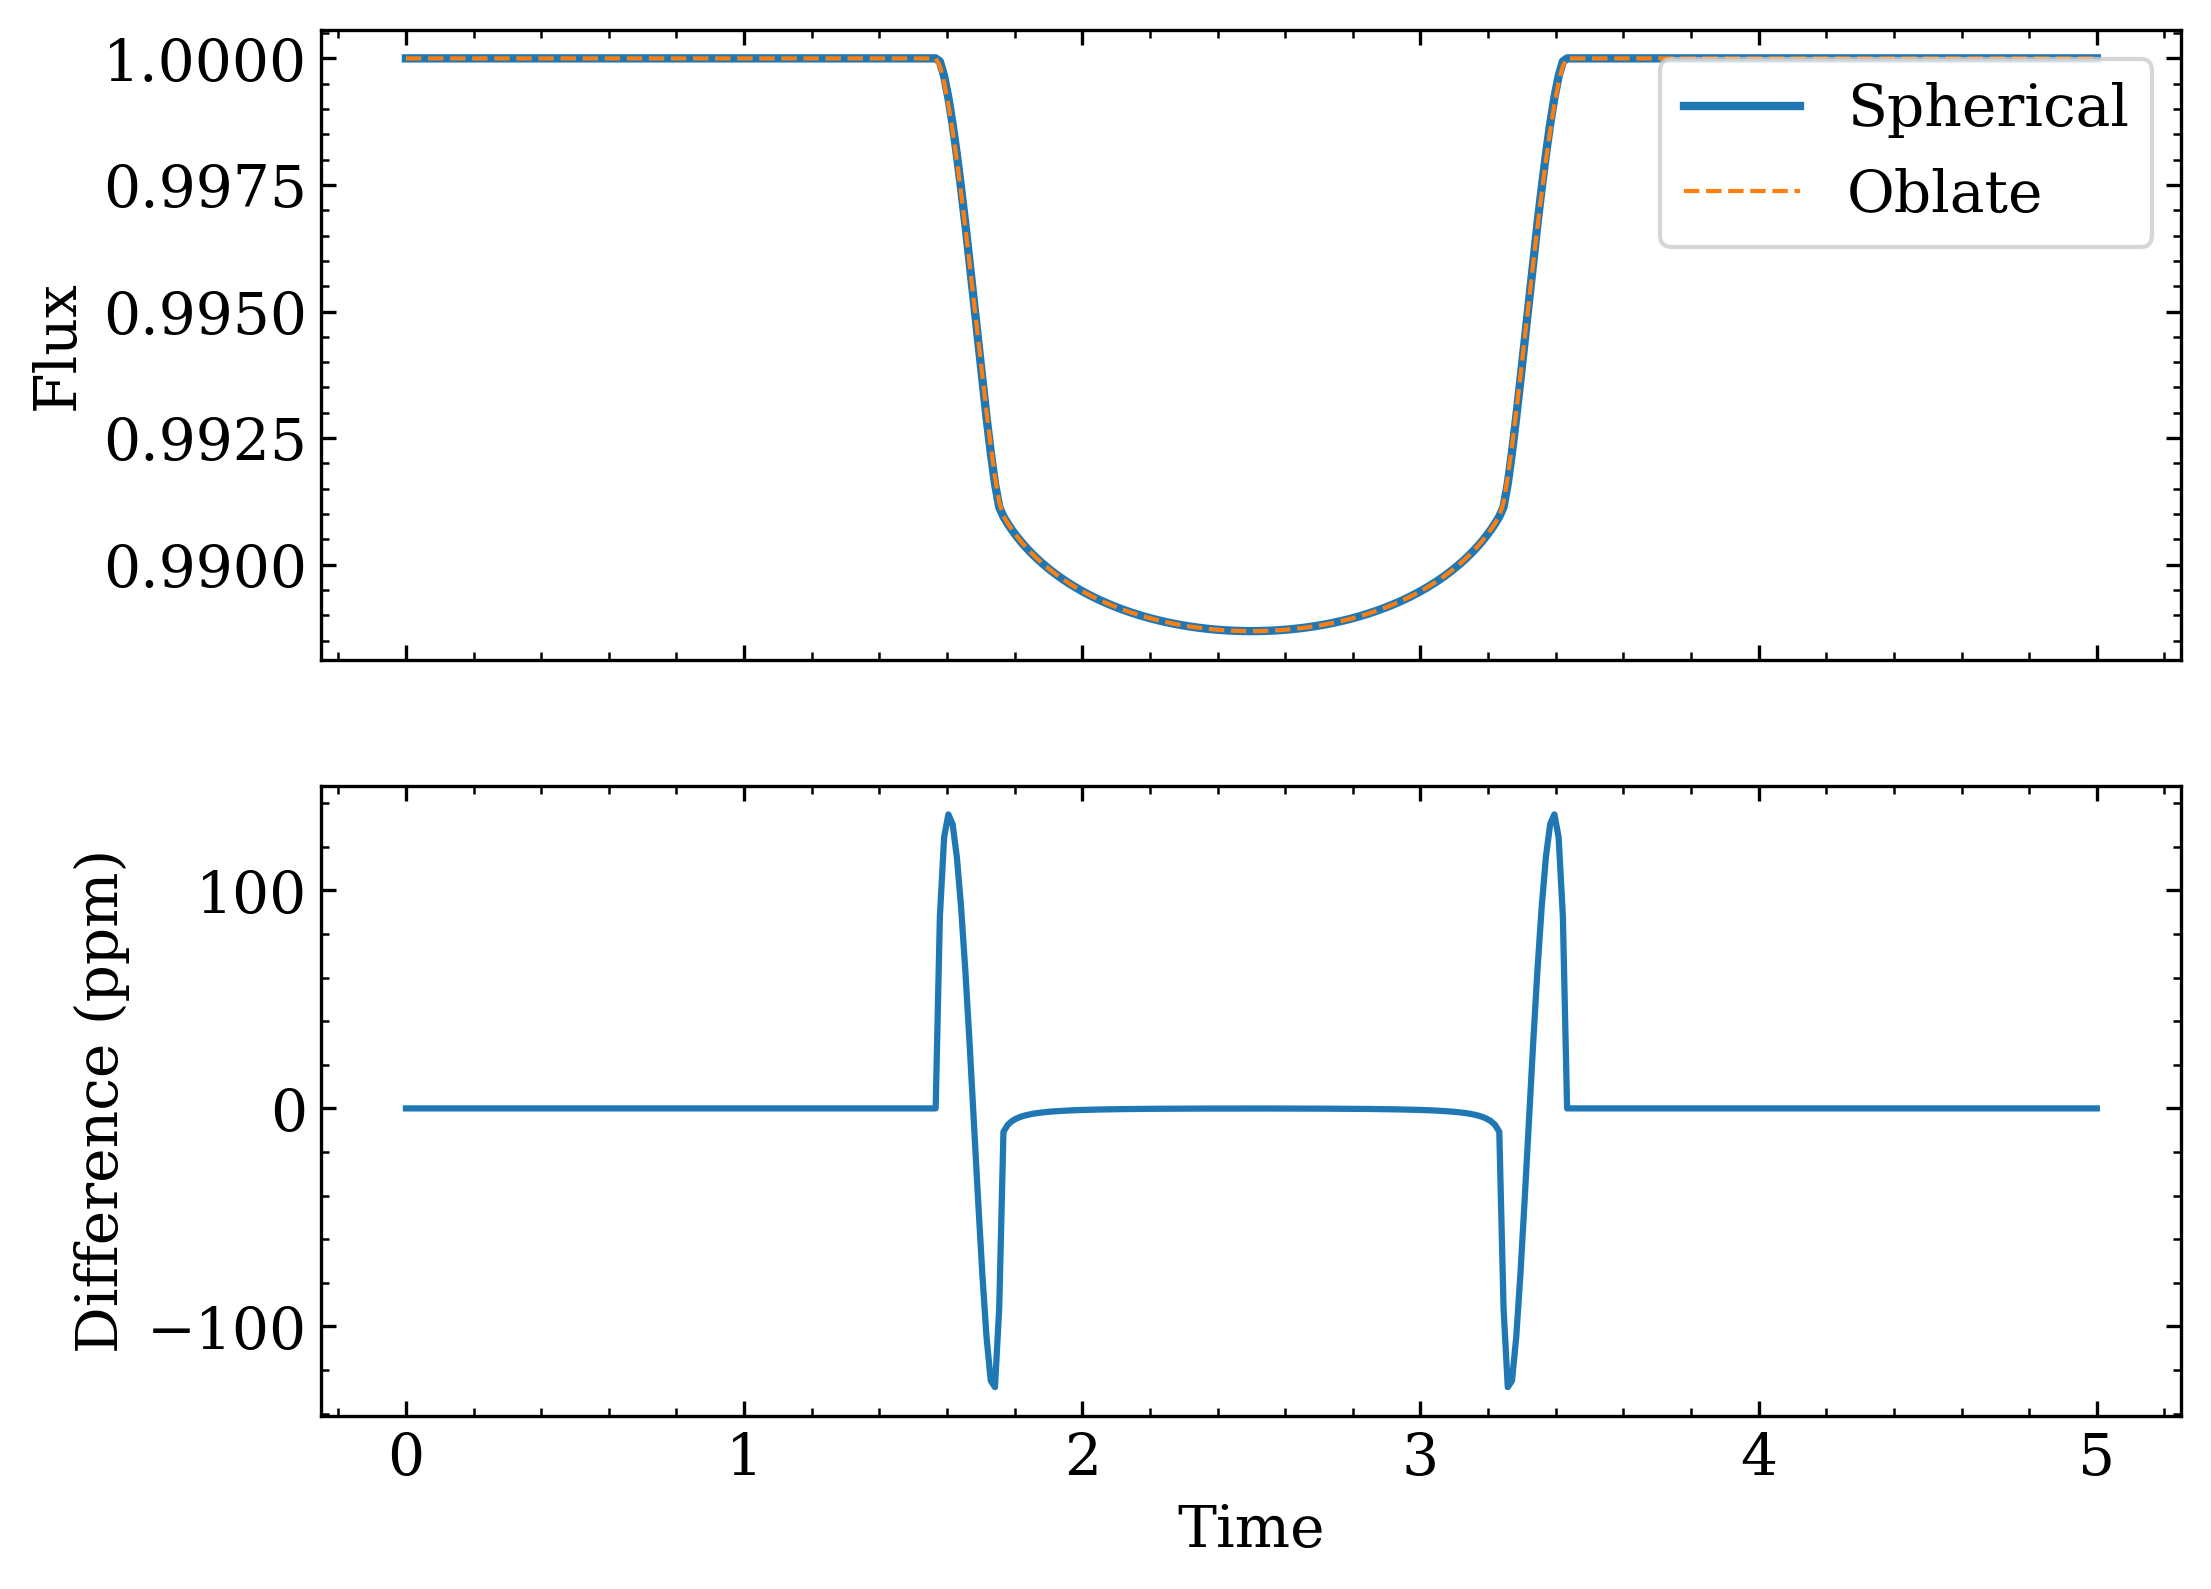 Flux
1.0000
0.9975
0.9950
0.9925
0.9900
Spherical
Oblate
Difference (ppm)
100
0
−100
0 1 2 3 4 5
Time